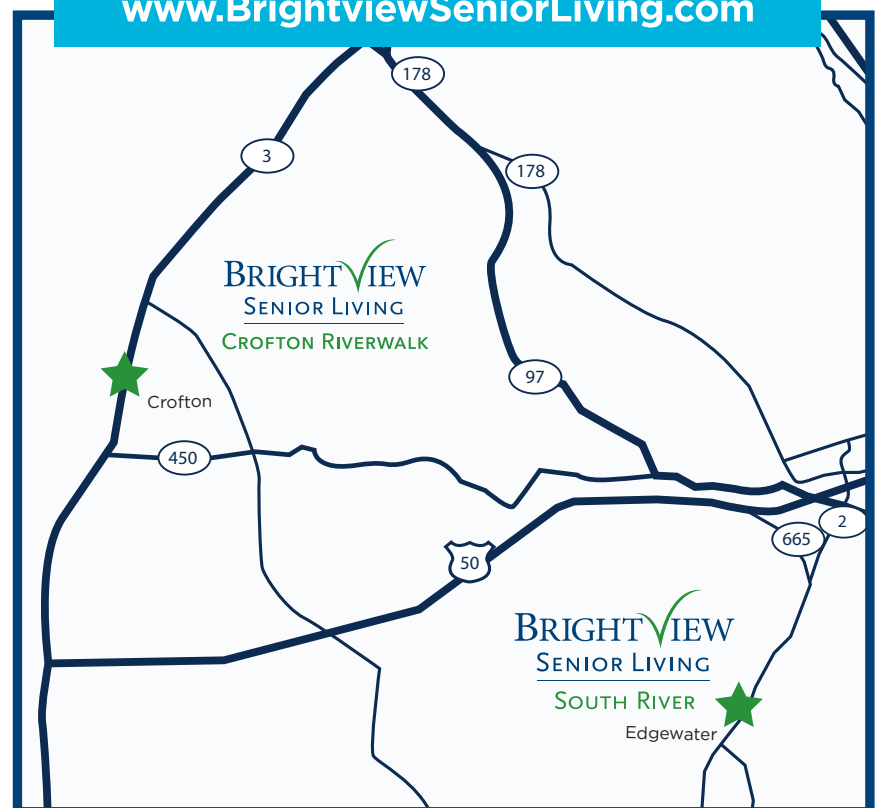 www.BrightviewSeniorLiving.com
178
3
178
BRIGHTVIEW
SENIOR LIVING
CROFTON RIVERWALK
97
Crofton
450
2
665
50
BRIGHTVIEW
SENIOR LIVING
SOUTH RIVER
Edgewater